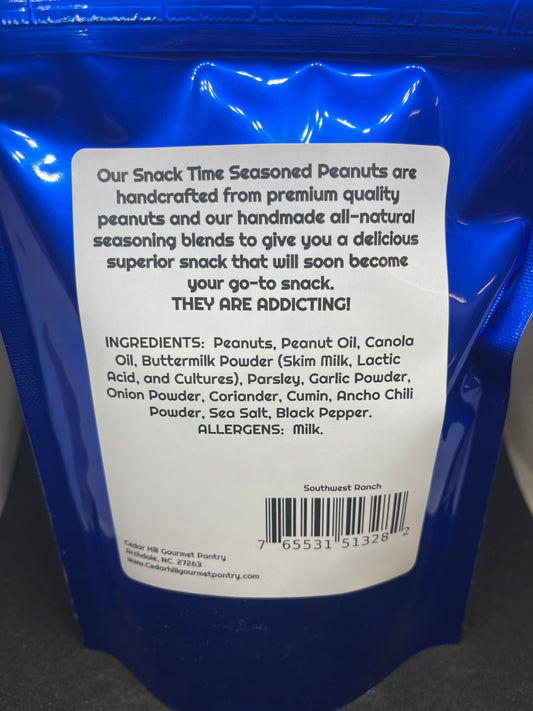 Our Snack Time Seasoned Peanuts are
handcrafted from premium quality
peanuts and our handmade all-natural
seasoning blends to give you a delicious
superior snack that will soon become
your go-to snack.
THEY ARE ADDICTING!
INGREDIENTS: Peanuts, Peanut Oil, Canola
Oil, Buttermilk Powder (Skim Milk, Lactic
Acid, and Cultures), Parsley, Garlic Powder,
Onion Powder, Coriander, Cumin, Ancho Chili
Powder, Sea Salt, Black Pepper.
ALLERGENS: Milk.
Southwest Ranch
7 65531 51328 2
Cedar Hill Gourmet Pantry
Archdale, NC. 27263
www.Cedarhillgourmetpantry.com